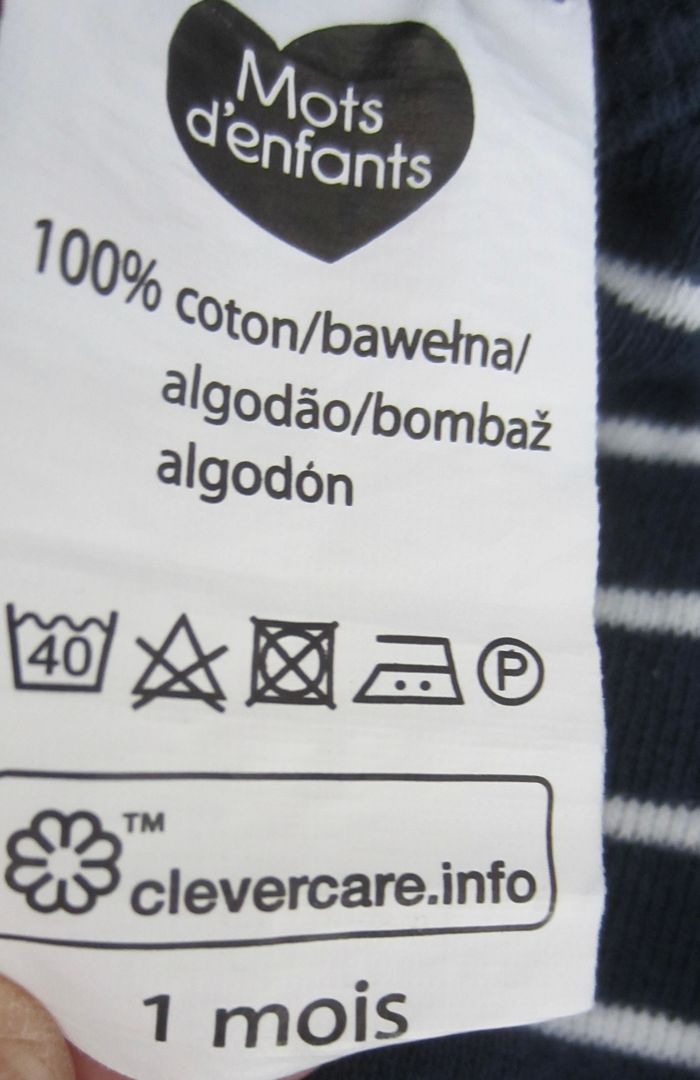 Mots
d'enfants
100% coton/bawełna/
algodão/bombaž
algodón
40
P
TM
clevercare.info
1 mois